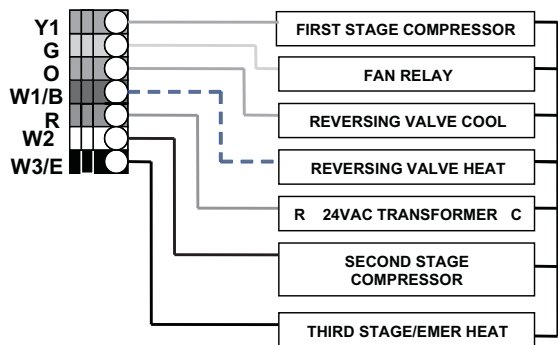 Y1
G
O
W1/B
R
W2
W3/E
FIRST STAGE COMPRESSOR
FAN RELAY
REVERSING VALVE COOL
REVERSING VALVE HEAT
R 24VAC TRANSFORMER C
SECOND STAGE
COMPRESSOR
THIRD STAGE/EMER HEAT